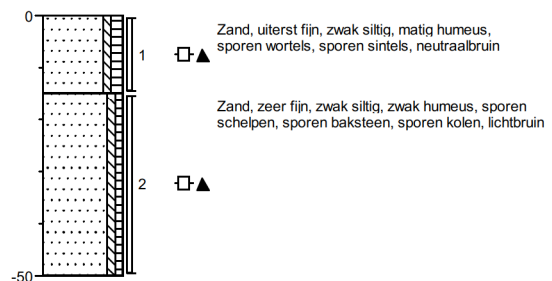 0
Zand, uiterst fijn, zwak siltig, matig humeus,
1
sporen wortels, sporen sintels, neutraalbruin
Zand, zeer fijn, zwak siltig, zwak humeus, sporen
schelpen, sporen baksteen, sporen kolen, lichtbruin
2
-50